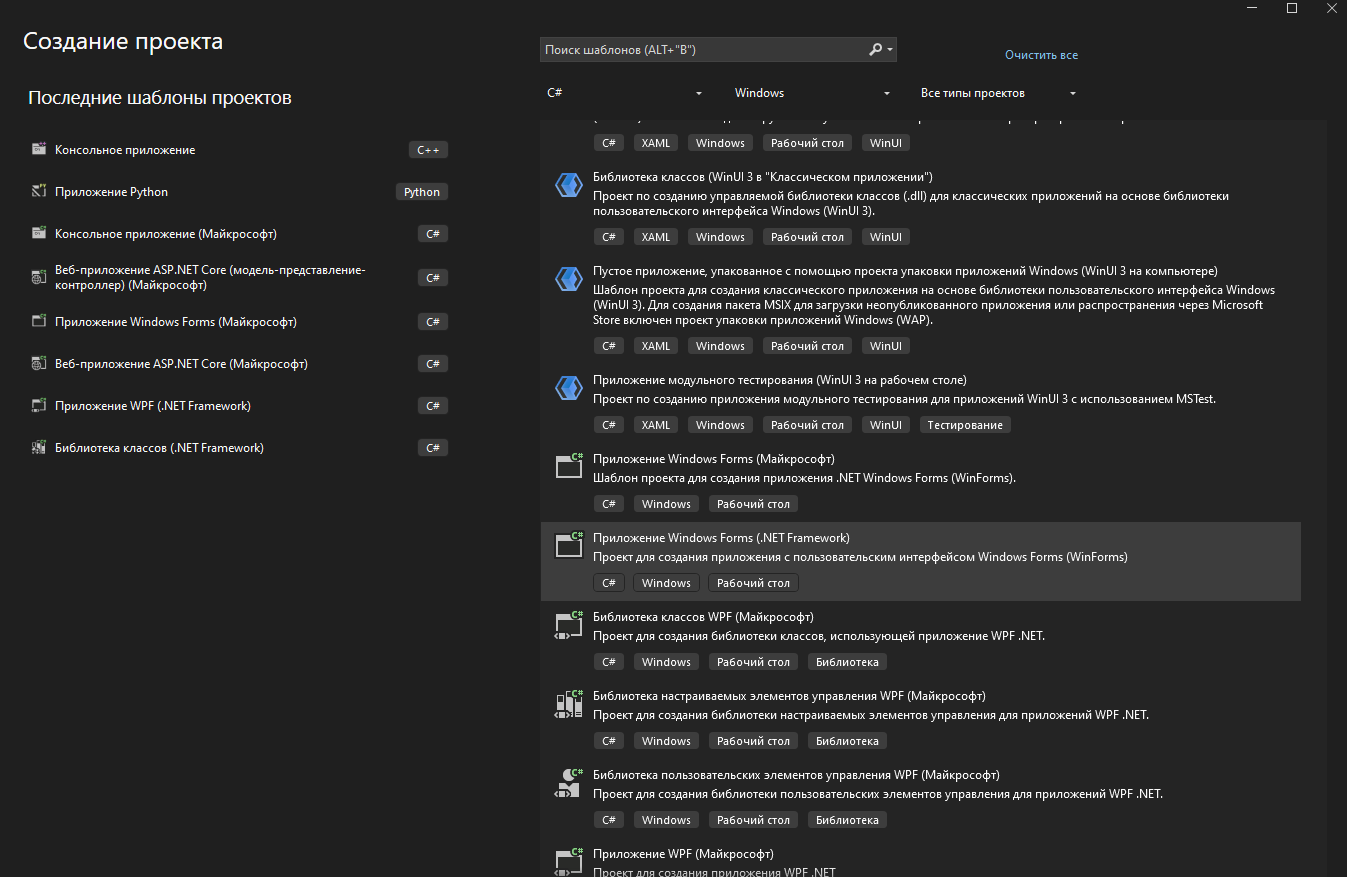 Создание проекта
Последние шаблоны проектов
Консольное приложение
C++
Приложение Python
Python
Консольное приложение (Майкрософт)
C#
Веб-приложение ASP.NET Core (модель-представление-
контроллер) (Майкрософт)
C#
Приложение Windows Forms (Майкрософт)
C#
Веб-приложение ASP.NET Core (Майкрософт)
C#
Приложение WPF (.NET Framework)
C#
Библиотека классов (.NET Framework)
C#
Поиск шаблонов (ALT+"B")
Очистить все
C# Windows Все типы проектов
C# XAML Windows Рабочий стол WinUI
Библиотека классов (WinUI 3 в "Классическом приложении")
Проект по созданию управляемой библиотеки классов (.dll) для классических приложений на основе библиотеки
пользовательского интерфейса Windows (WinUI 3).
C# XAML Windows Рабочий стол WinUI
Пустое приложение, упакованное с помощью проекта упаковки приложений Windows (WinUI 3 на компьютере)
Шаблон проекта для создания классического приложения на основе библиотеки пользовательского интерфейса Windows
(WinUI 3). Для создания пакета MSIX для загрузки неопубликованного приложения или распространения через Microsoft
Store включен проект упаковки приложений Windows (WAP).
C# XAML Windows Рабочий стол WinUI
Приложение модульного тестирования (WinUI 3 на рабочем столе)
Проект по созданию приложения модульного тестирования для приложений WinUI 3 с использованием MSTest.
C# XAML Windows Рабочий стол WinUI Тестирование
Приложение Windows Forms (Майкрософт)
Шаблон проекта для создания приложения .NET Windows Forms (WinForms).
C# Windows Рабочий стол
Приложение Windows Forms (.NET Framework)
Проект для создания приложения с пользовательским интерфейсом Windows Forms (WinForms)
C# Windows Рабочий стол
Библиотека классов WPF (Майкрософт)
Проект для создания библиотеки классов, использующей приложение WPF .NET.
C# Windows Рабочий стол Библиотека
Библиотека настраиваемых элементов управления WPF (Майкрософт)
Проект для создания библиотеки настраиваемых элементов управления для приложений WPF .NET.
C# Windows Рабочий стол Библиотека
Библиотека пользовательских элементов управления WPF (Майкрософт)
Проект для создания библиотеки пользовательских элементов управления для приложений WPF .NET.
C# Windows Рабочий стол Библиотека
Приложение WPF (Майкрософт)
Проект для создания приложения WPF .NET